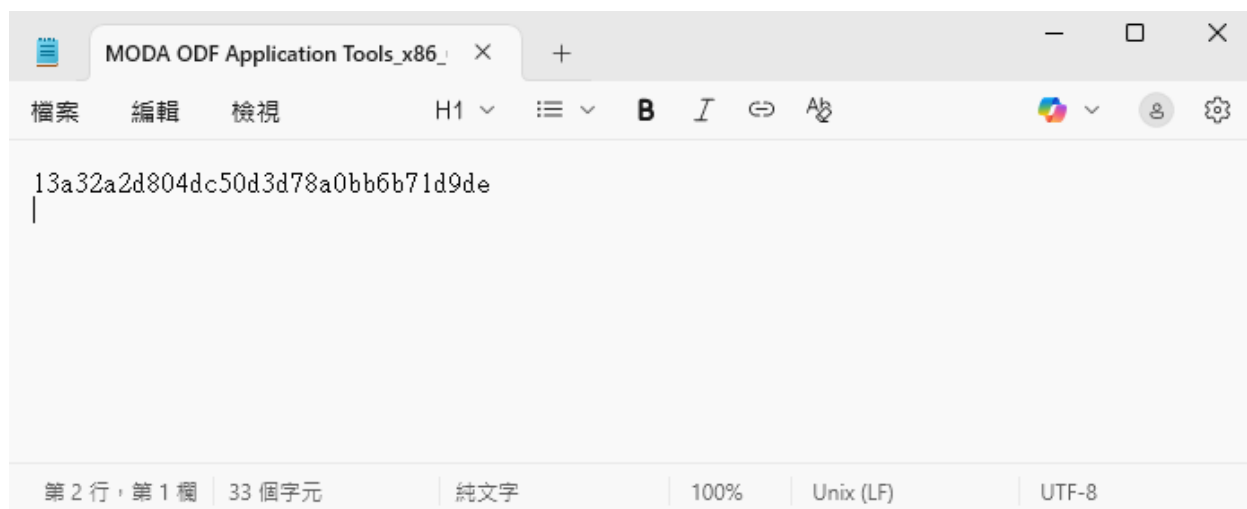 MODA ODF Application Tools_x86_
檔案 編輯 檢視 H1 B I
13a32a2d804dc50d3d78a0bb6b71d9de
第 2 行,第 1 欄 33 個字元 純文字 100% Unix (LF) UTF-8